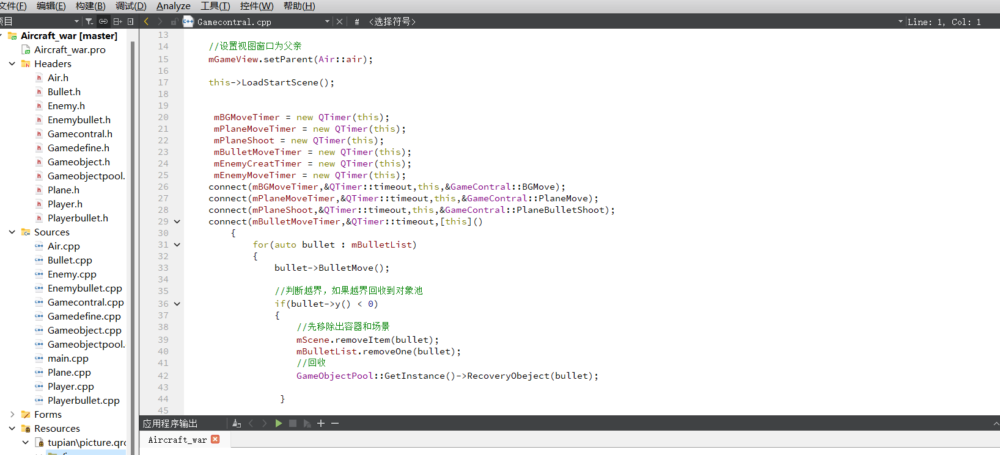 文件(F) 编辑(E) 构建(B) 调试(D) Analyze 工具(T) 控件(W) 帮助(H)
项目 Gamecontral.cpp # <选择符号> Line: 1, Col: 1
Aircraft_war [master]
Aircraft_war.pro
Headers
Air.h
Bullet.h
Enemy.h
Enemybullet.h
Gamecontral.h
Gamedefine.h
Gameobject.h
Gameobjectpool.
Plane.h
Player.h
Playerbullet.h
Sources
Air.cpp
Bullet.cpp
Enemy.cpp
Enemybullet.cpp
Gamecontral.cpp
Gamedefine.cpp
Gameobject.cpp
Gameobjectpool.
main.cpp
Plane.cpp
Player.cpp
Playerbullet.cpp
Forms
Resources
tupian\picture.qrc
13
14 //设置视图窗口为父亲
15 mGameView.setParent(Air::air);
16
17 this->LoadStartScene();
18
19
20 mBGMoveTimer = new QTimer(this);
21 mPlaneMoveTimer = new QTimer(this);
22 mPlaneShoot = new QTimer(this);
23 mBulletMoveTimer = new QTimer(this);
24 mEnemyCreatTimer = new QTimer(this);
25 mEnemyMoveTimer = new QTimer(this);
26 connect(mBGMoveTimer,&QTimer::timeout,this,&GameContral::BGMove);
27 connect(mPlaneMoveTimer,&QTimer::timeout,this,&GameContral::PlaneMove);
28 connect(mPlaneShoot,&QTimer::timeout,this,&GameContral::PlaneBulletShoot);
29 connect(mBulletMoveTimer,&QTimer::timeout,[this]()
30 {
31 for(auto bullet : mBulletList)
32 {
33 bullet->BulletMove();
34
35 //判断越界，如果越界回收到对象池
36 if(bullet->y() < 0)
37 {
38 //先移除出容器和场景
39 mScene.removeItem(bullet);
40 mBulletList.removeOne(bullet);
41 //回收
42 GameObjectPool::GetInstance()->RecoveryObeject(bullet);
43
44 }
45
应用程序输出
Aircraft_war